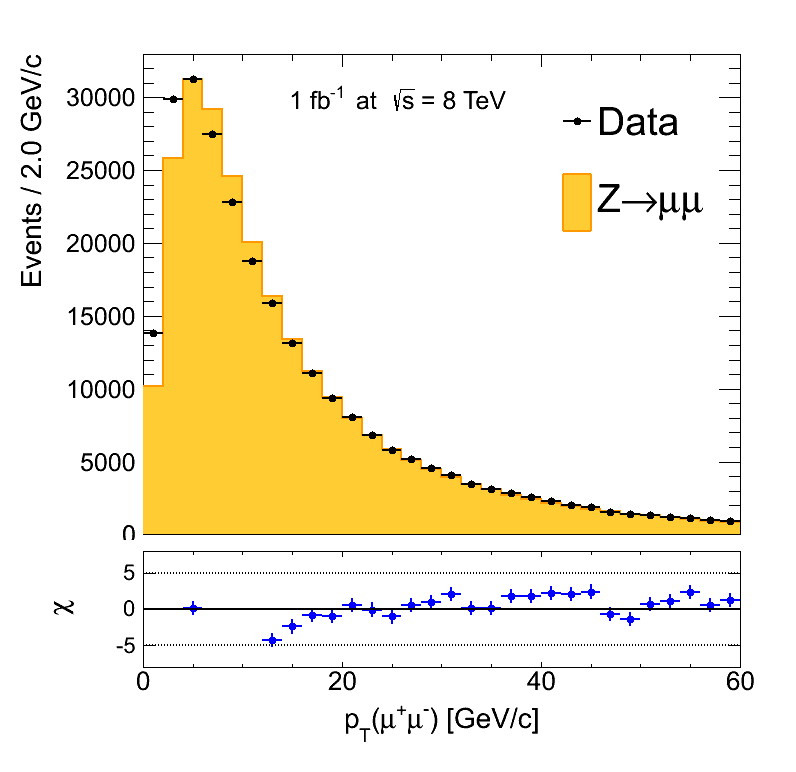 Events / 2.0 GeV/c
30000
25000
20000
15000
10000
5000
0
1 fb⁻¹ at √s = 8 TeV
Data
Z→μμ
χ
5
0
-5
0 20 40 60
p_T(μ⁺μ⁻) [GeV/c]